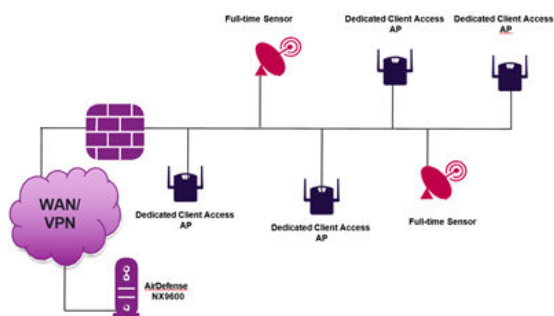 Full-time Sensor
Dedicated Client Access
AP
Dedicated Client Access
AP
WAN/
VPN
Dedicated Client Access
AP
Dedicated Client Access
AP
Full-time Sensor
AirDefense
NX9600